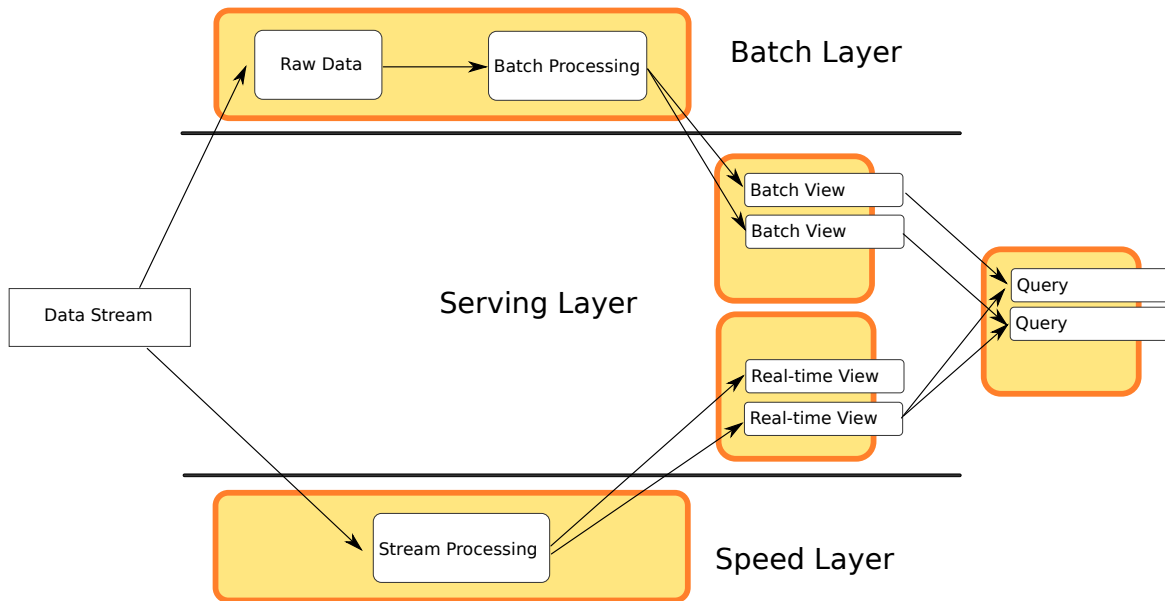 Raw Data
Batch Processing
Batch Layer
Batch View
Batch View
Data Stream
Serving Layer
Query
Query
Real-time View
Real-time View
Stream Processing
Speed Layer